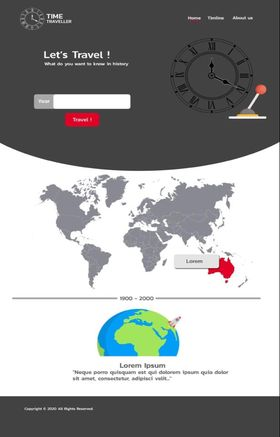 TIME
TRAVELLER
Home Timline About us
Let's Travel !
What do you want to know in history
Year
Travel !
Lorem
1900 - 2000
Lorem Ipsum
"Neque porro quisquam est qui dolorem ipsum quia dolor
sit amet, consectetur, adipisci velit..."
Copyright © 2020 All Rights Reserved